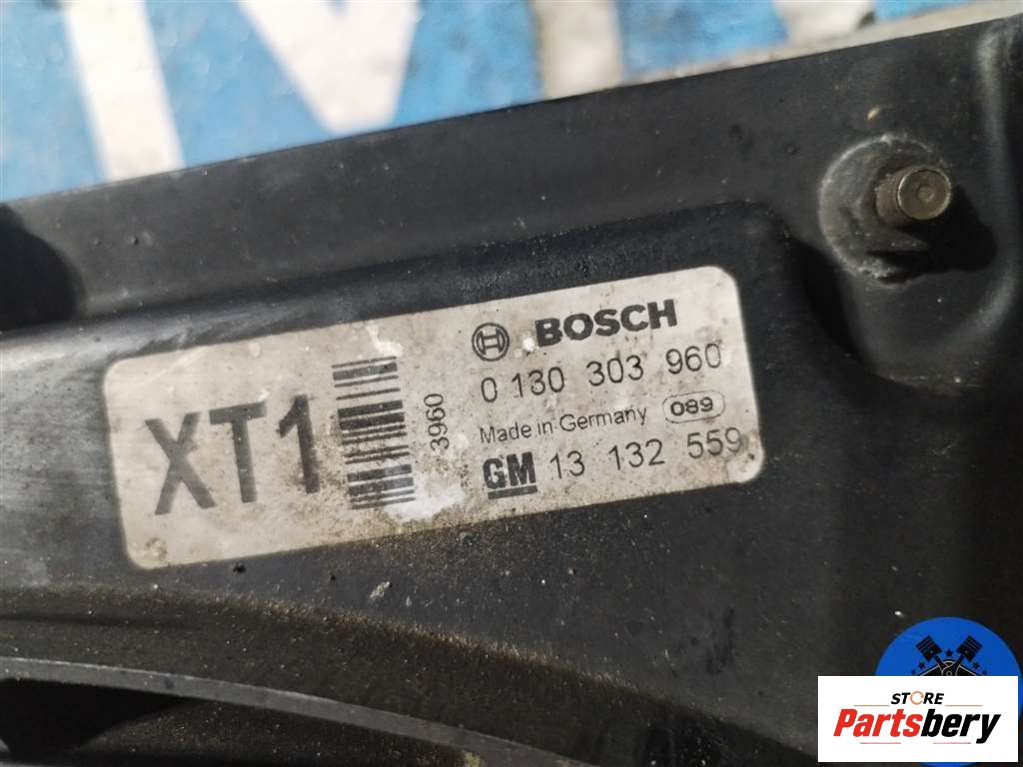 XT1
3960
BOSCH
0 130 303 960
Made in Germany 089
GM 13 132 559
STORE
Partsbery